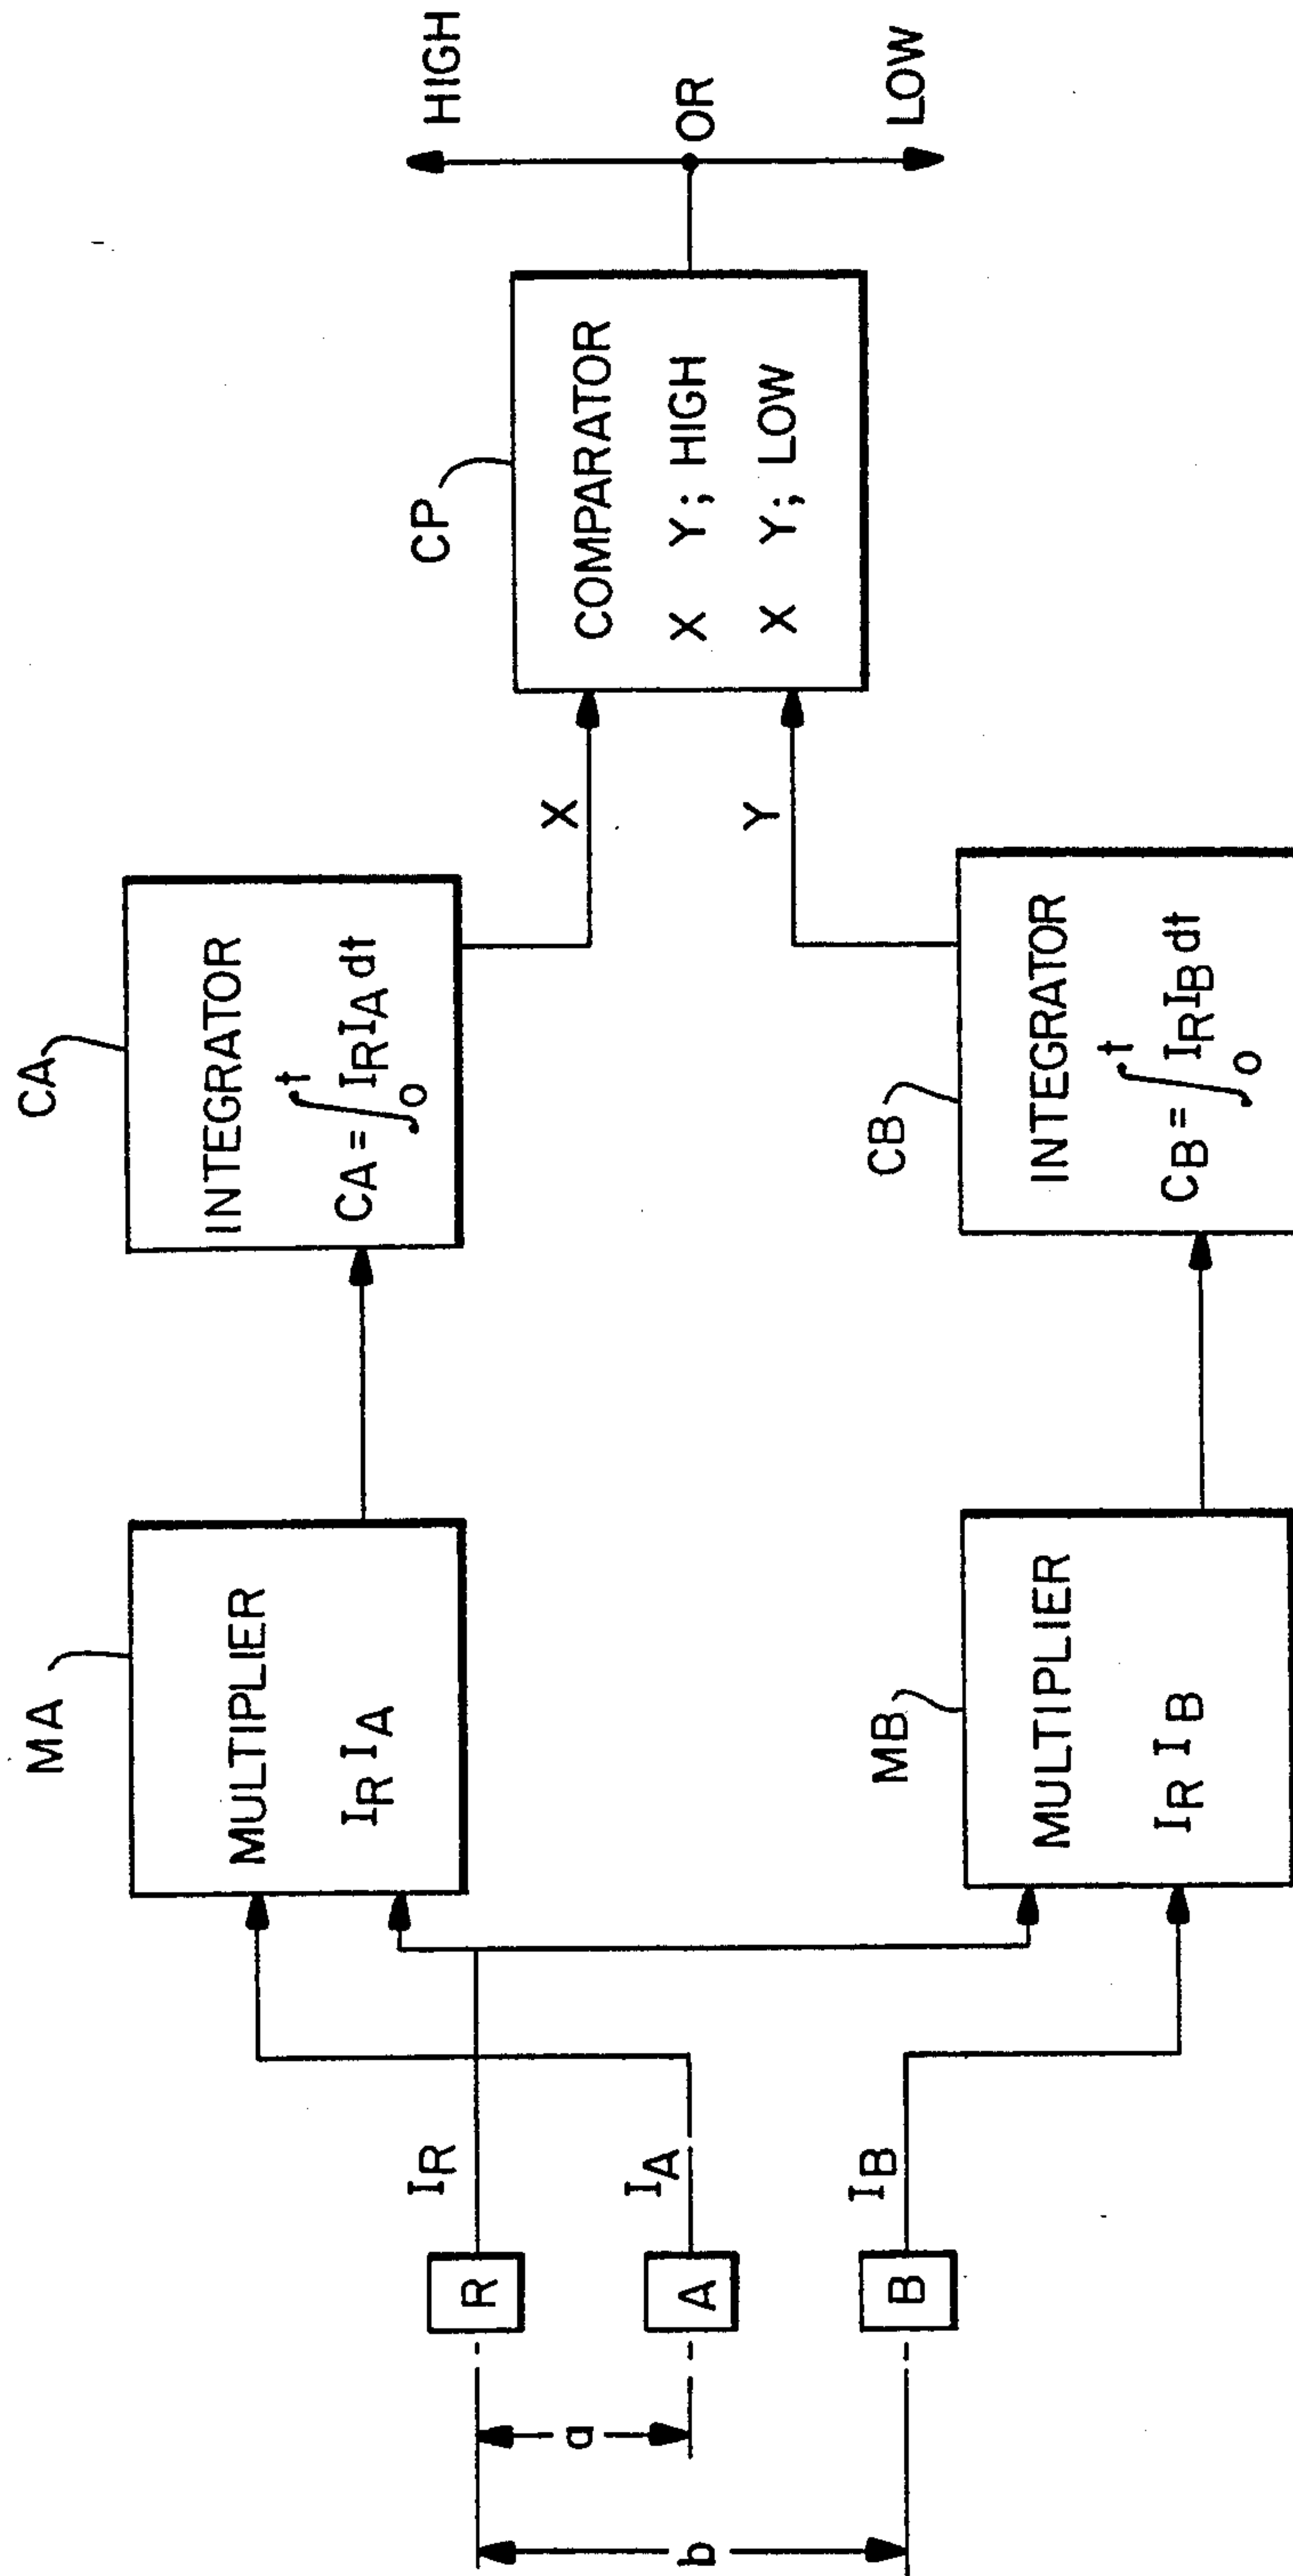 MA
MULTIPLIER
IR IA
CA
INTEGRATOR
CA = ∫0t IRIA dt
X
CP
COMPARATOR
X Y; HIGH
X Y; LOW
HIGH
OR
LOW
R
IR
A
IA
B
IB
a
b
MB
MULTIPLIER
IR IB
CB
INTEGRATOR
CB = ∫0t IRIB dt
Y